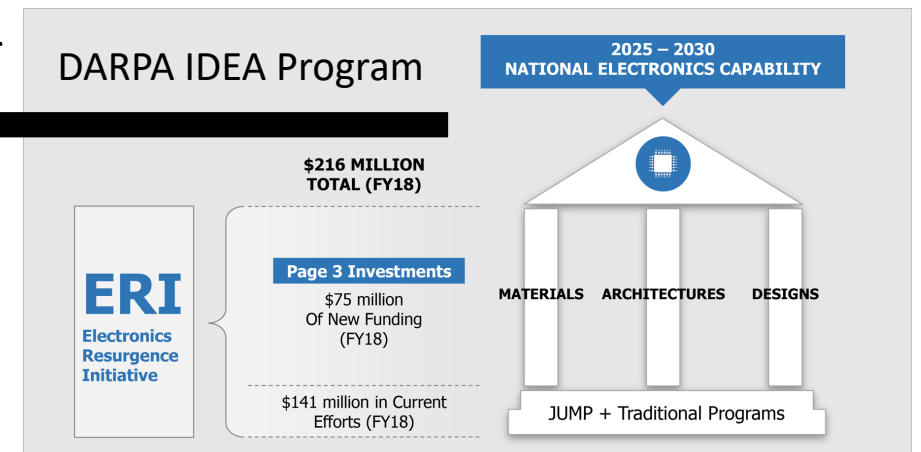 DARPA IDEA Program
2025 – 2030
NATIONAL ELECTRONICS CAPABILITY
$216 MILLION
TOTAL (FY18)
ERI
Electronics
Resurgence
Initiative
Page 3 Investments
$75 million
Of New Funding
(FY18)
$141 million in Current
Efforts (FY18)
MATERIALS ARCHITECTURES DESIGNS
JUMP + Traditional Programs